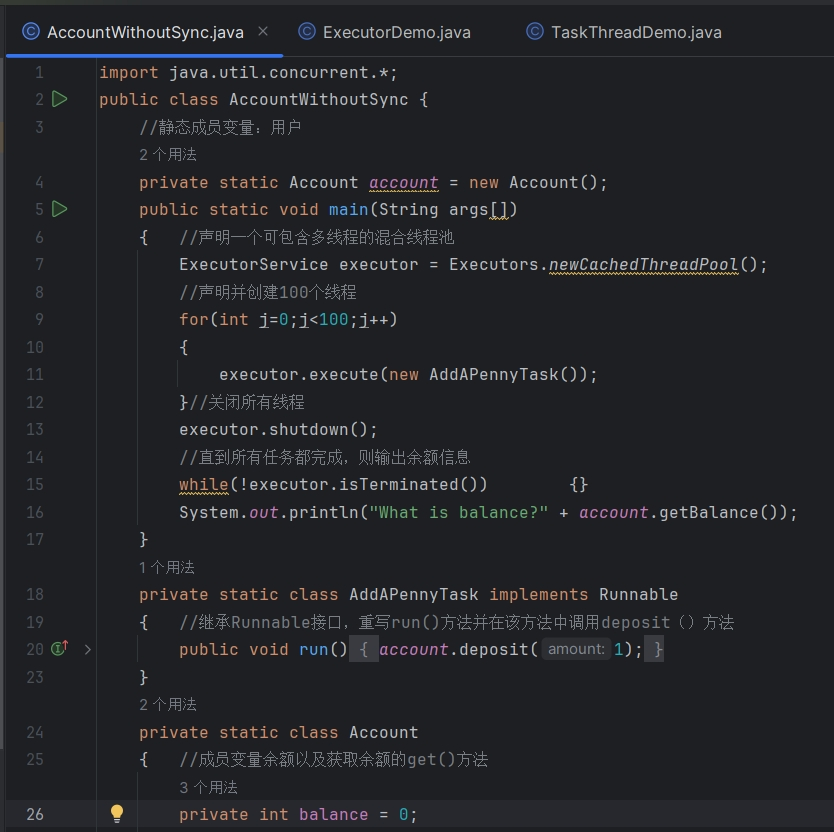 AccountWithoutSync.java ExecutorDemo.java TaskThreadDemo.java
1 import java.util.concurrent.*;
2 public class AccountWithoutSync {
3 //静态成员变量：用户
2 个用法
4 private static Account account = new Account();
5 public static void main(String args[])
6 { //声明一个可包含多线程的混合线程池
7 ExecutorService executor = Executors.newCachedThreadPool();
8 //声明并创建100个线程
9 for(int j=0;j<100;j++)
10 {
11 executor.execute(new AddAPennyTask());
12 }//关闭所有线程
13 executor.shutdown();
14 //直到所有任务都完成，则输出余额信息
15 while(!executor.isTerminated()) {}
16 System.out.println("What is balance?" + account.getBalance());
17 }
1 个用法
18 private static class AddAPennyTask implements Runnable
19 { //继承Runnable接口，重写run()方法并在该方法中调用deposit（）方法
20 public void run() { account.deposit( amount: 1); }
23 }
2 个用法
24 private static class Account
25 { //成员变量余额以及获取余额的get()方法
3 个用法
26 private int balance = 0;